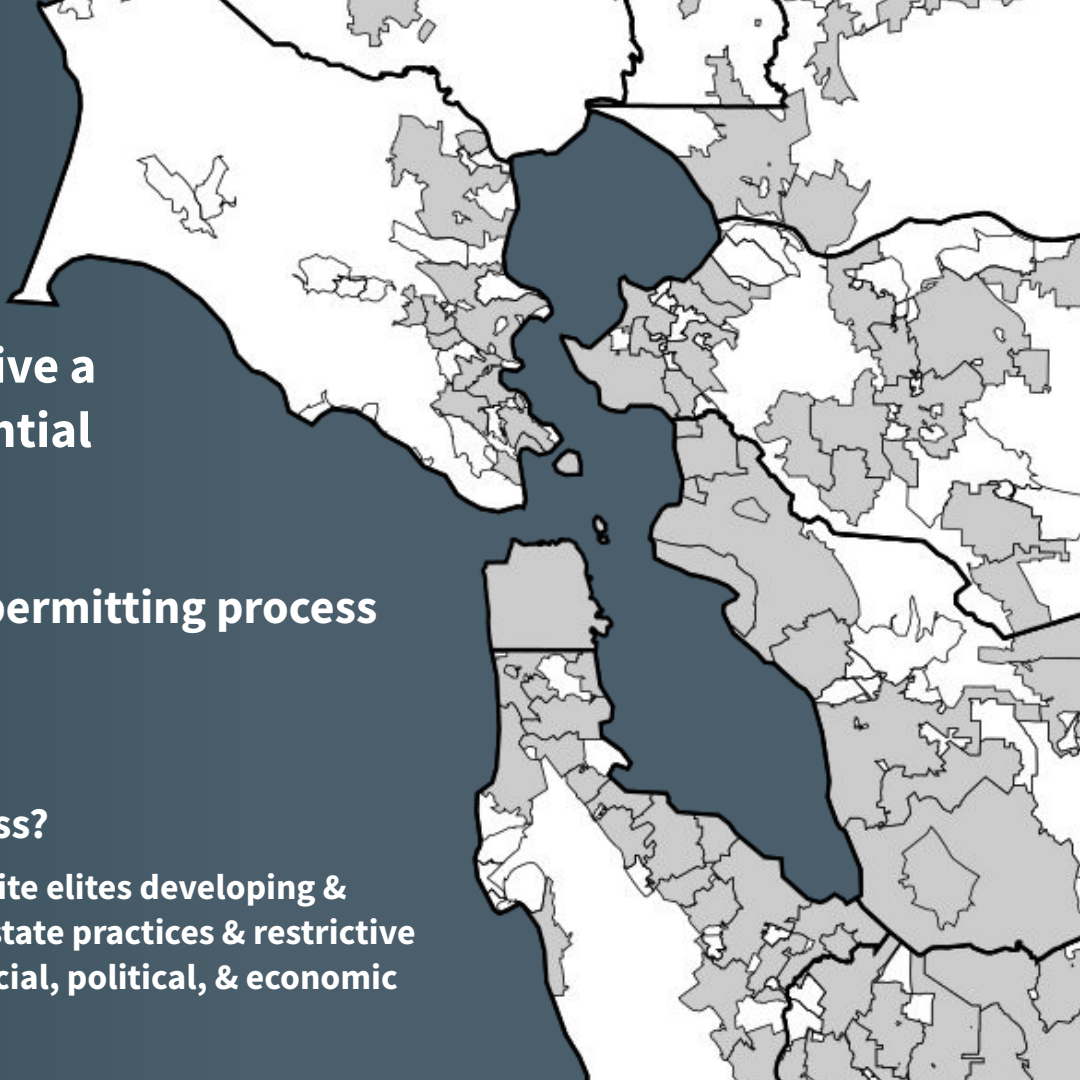 ive a
ntial
permitting process
ss?
ite elites developing &
state practices & restrictive
cial, political, & economic